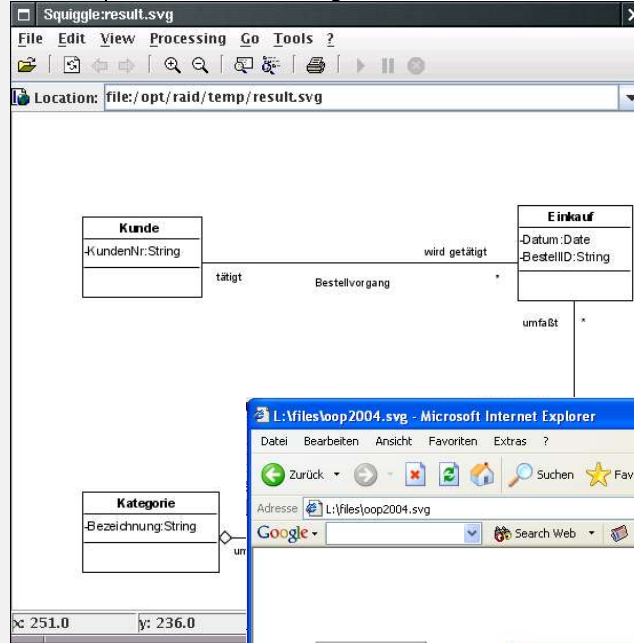 Squiggle:result.svg
File Edit View Processing Go Tools ?
Location: file:/opt/raid/temp/result.svg
Kunde
-KundenNr:String
tätigt
Bestellvorgang
wird getätigt
*
Einkauf
-Datum:Date
-BestellID:String
umfaßt *
L:\files\oop2004.svg - Microsoft Internet Explorer
Datei Bearbeiten Ansicht Favoriten Extras ?
Zurück Suchen Fav
Adresse L:\files\oop2004.svg
Google Search Web
Kategorie
-Bezeichnung:String
um
x: 251.0 y: 236.0